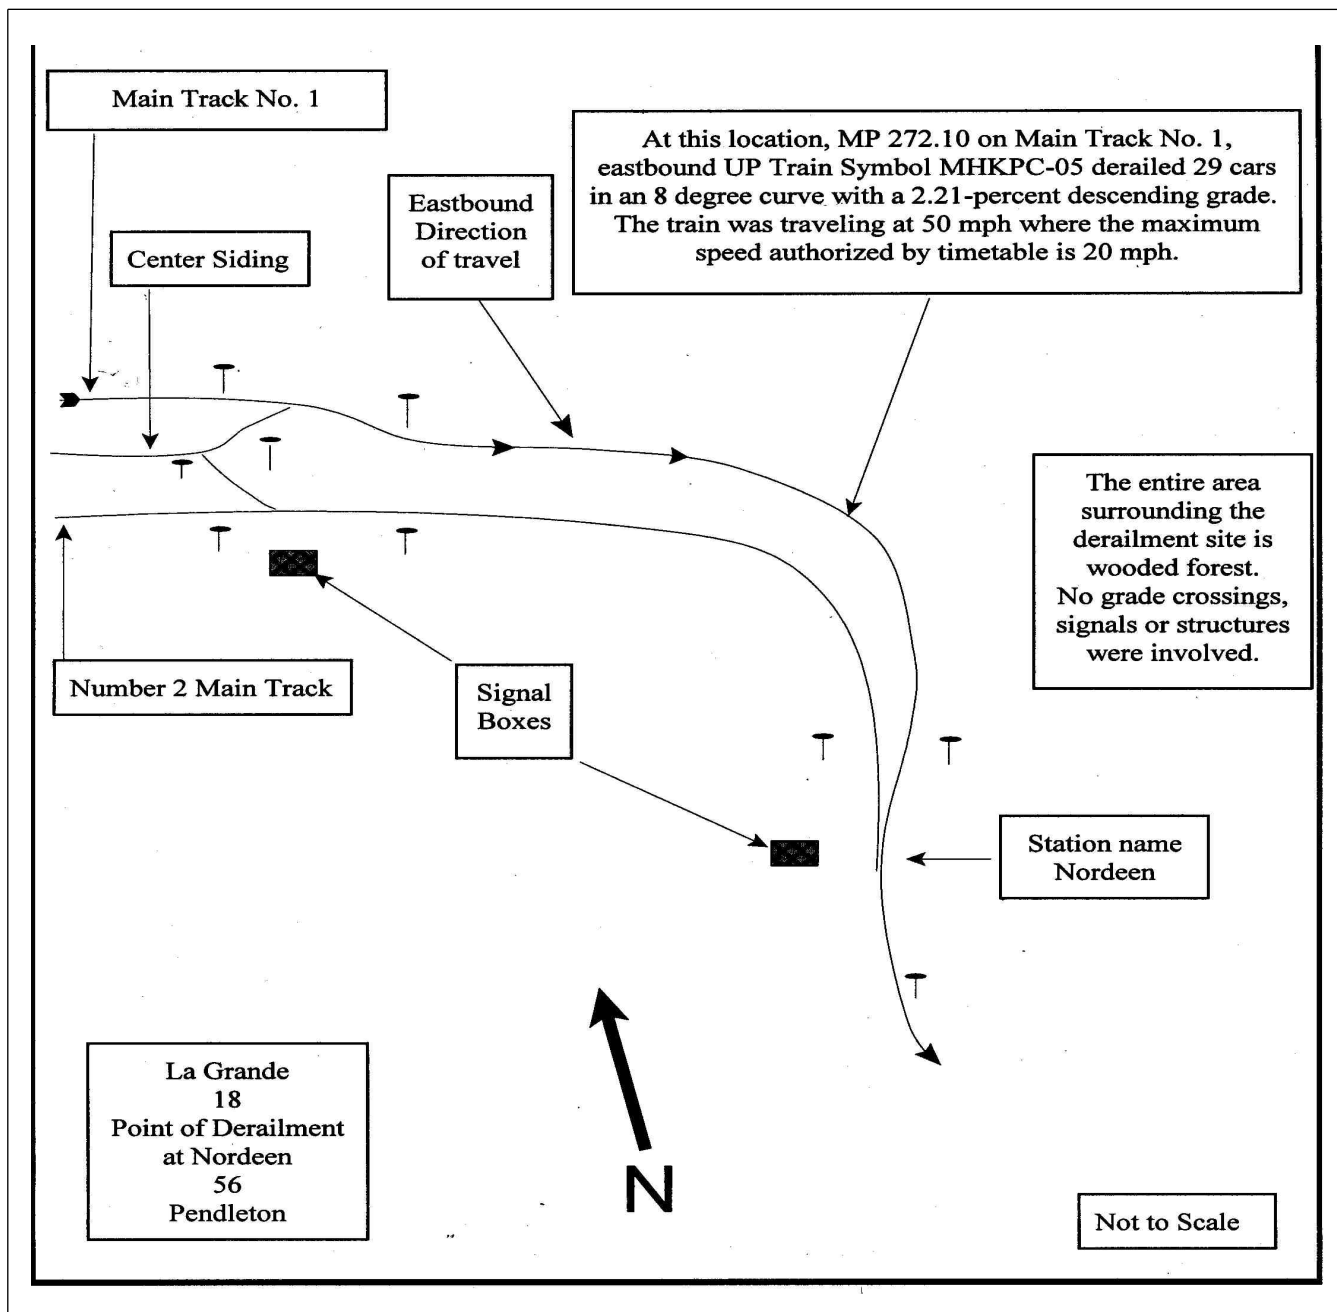 Main Track No. 1
At this location, MP 272.10 on Main Track No. 1,
eastbound UP Train Symbol MHKPC-05 derailed 29 cars
in an 8 degree curve with a 2.21-percent descending grade.
The train was traveling at 50 mph where the maximum
speed authorized by timetable is 20 mph.
Eastbound
Direction
of travel
Center Siding
The entire area
surrounding the
derailment site is
wooded forest.
No grade crossings,
signals or structures
were involved.
Number 2 Main Track
Signal
Boxes
Station name
Nordeen
La Grande
18
Point of Derailment
at Nordeen
56
Pendleton
N
Not to Scale